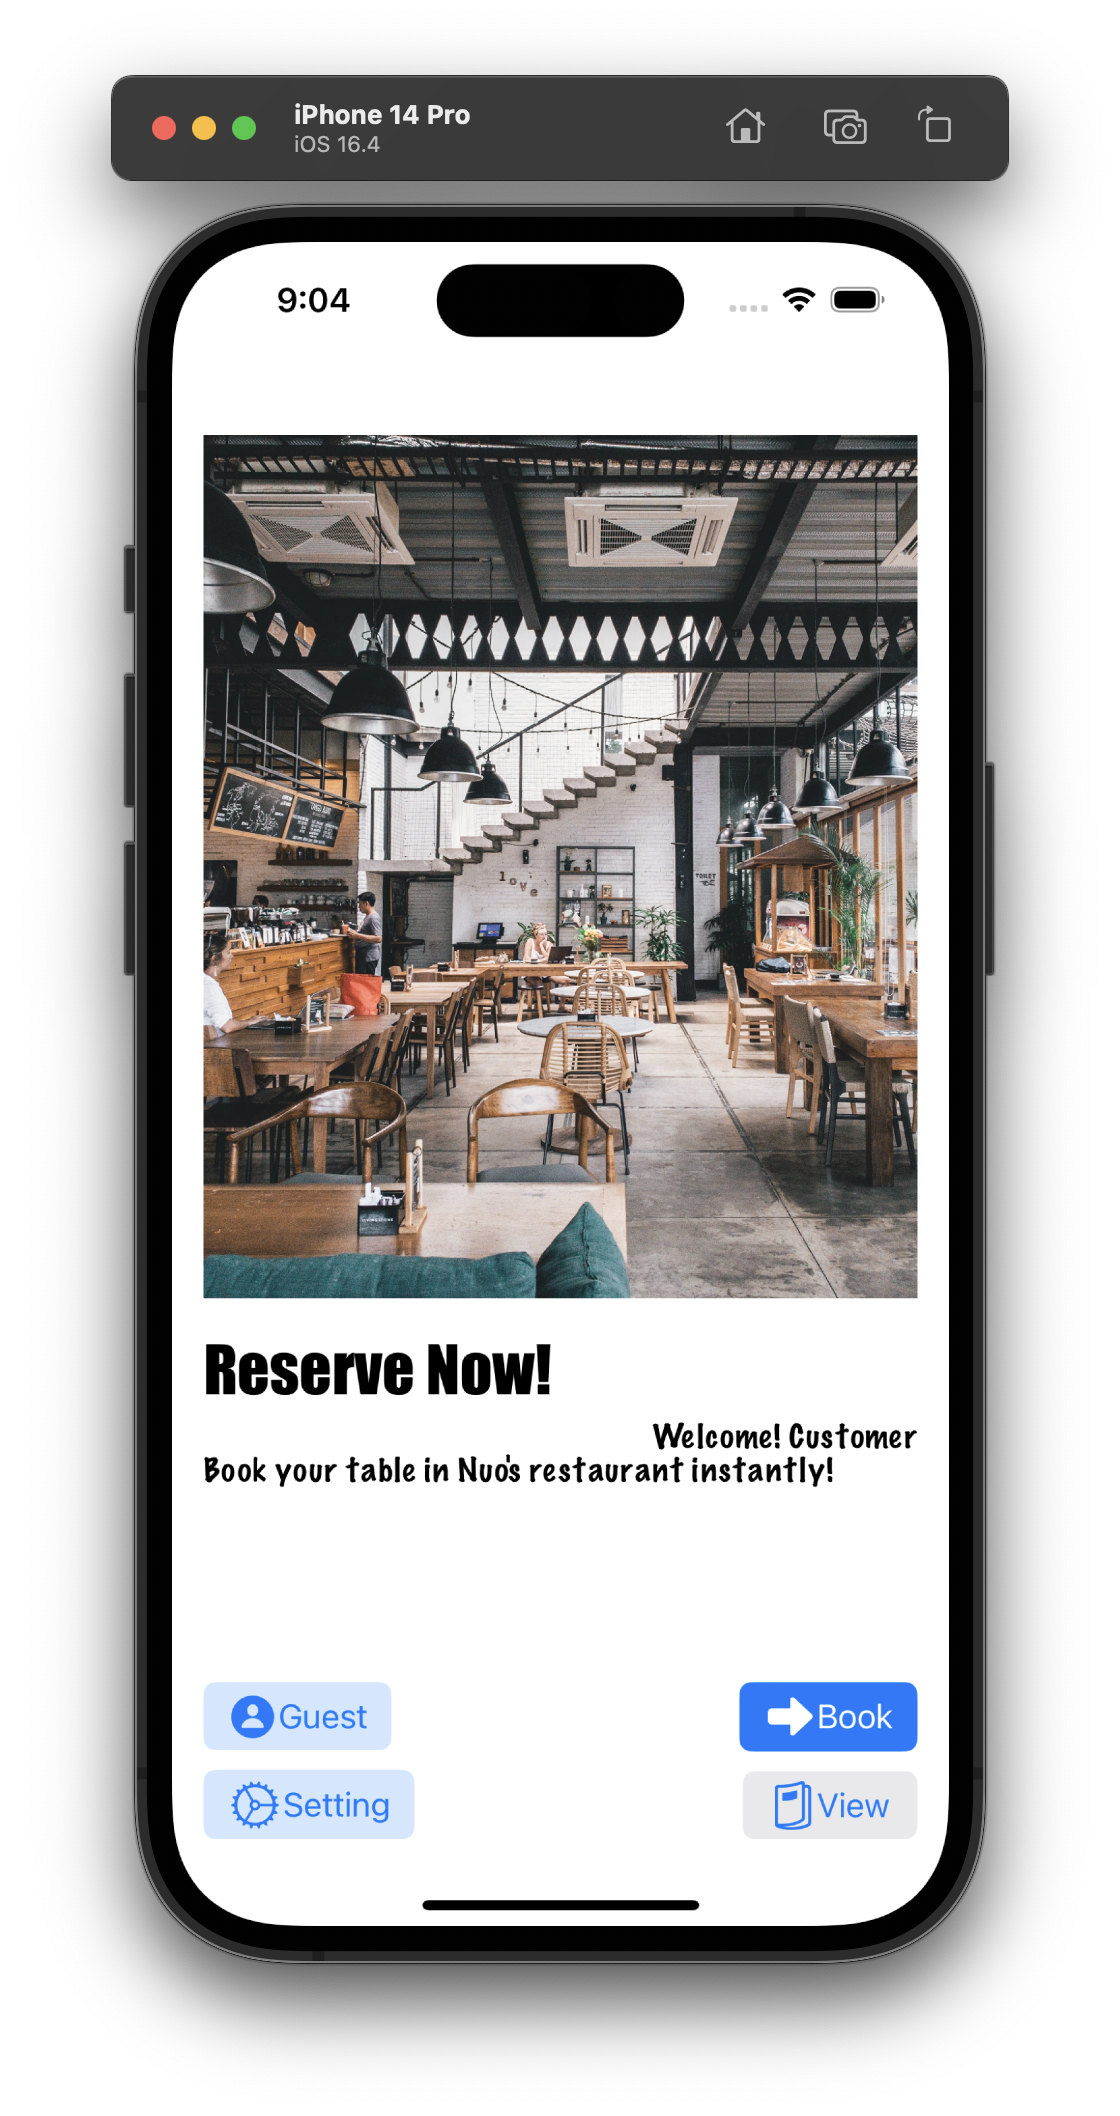 iPhone 14 Pro
iOS 16.4
9:04
love
TOILET
Reserve Now!
Welcome! Customer
Book your table in Nuo's restaurant instantly!
Guest
Book
Setting
View